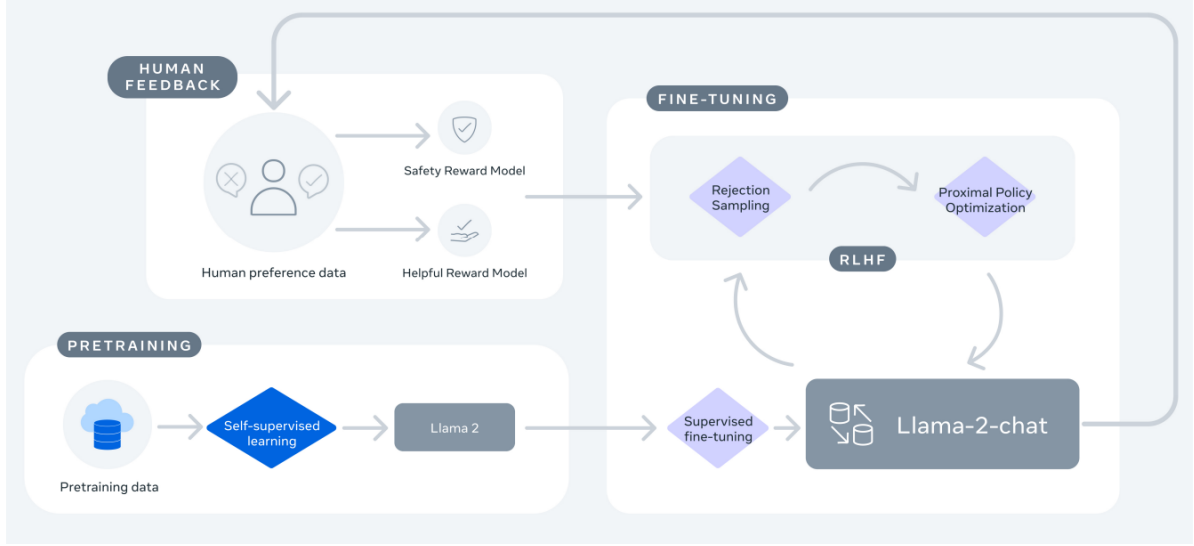 HUMAN
FEEDBACK
Safety Reward Model
Human preference data
Helpful Reward Model
FINE-TUNING
Rejection
Sampling
Proximal Policy
Optimization
RLHF
PRETRAINING
Pretraining data
Self-supervised
learning
Llama 2
Supervised
fine-tuning
Llama-2-chat